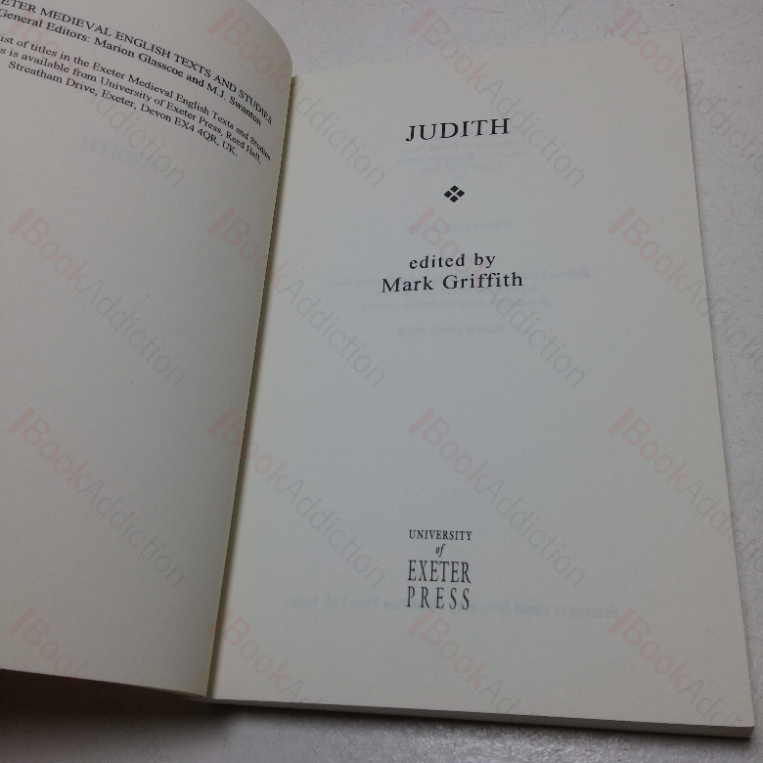 ETER MEDIEVAL ENGLISH TEXTS AND STUDIES
General Editors: Marion Glasscoe and M.J. Swanton
ist of titles in the Exeter Medieval English Texts and Studies
s is available from University of Exeter Press, Reed Hall,
Streatham Drive, Exeter, Devon EX4 4QR, UK.
JUDITH
edited by
Mark Griffith
UNIVERSITY
of
EXETER
PRESS
BookAddiction